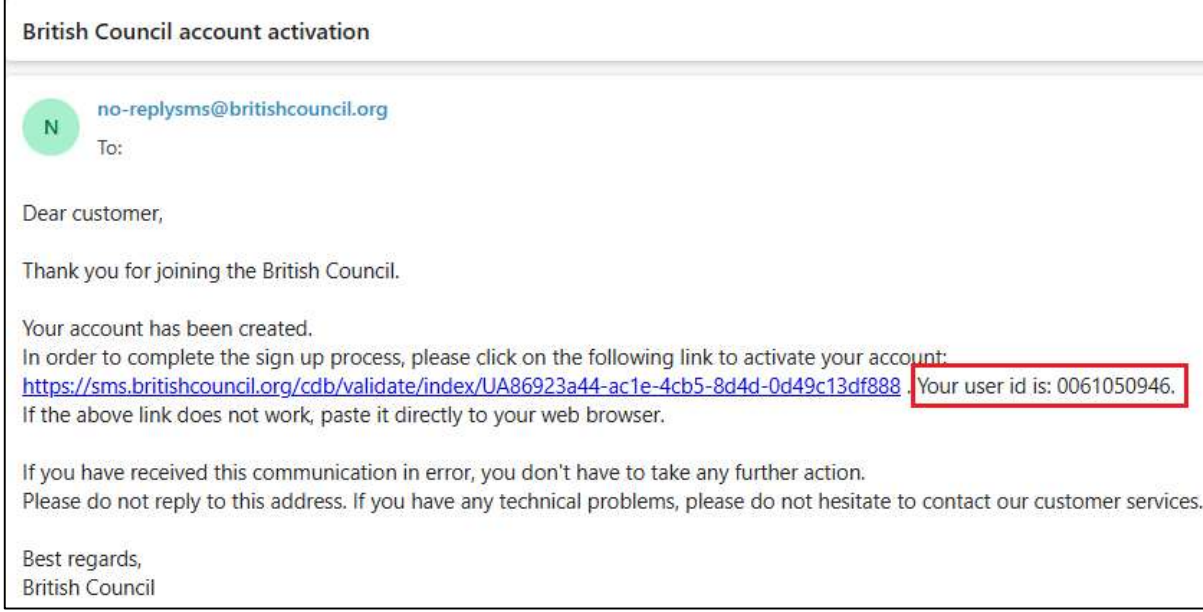 British Council account activation
N
no-replysms@britishcouncil.org
To:
Dear customer,
Thank you for joining the British Council.
Your account has been created.
In order to complete the sign up process, please click on the following link to activate your account:
https://sms.britishcouncil.org/cdb/validate/index/UA86923a44-ac1e-4cb5-8d4d-0d49c13df888 . Your user id is: 0061050946.
If the above link does not work, paste it directly to your web browser.
If you have received this communication in error, you don't have to take any further action.
Please do not reply to this address. If you have any technical problems, please do not hesitate to contact our customer services.
Best regards,
British Council